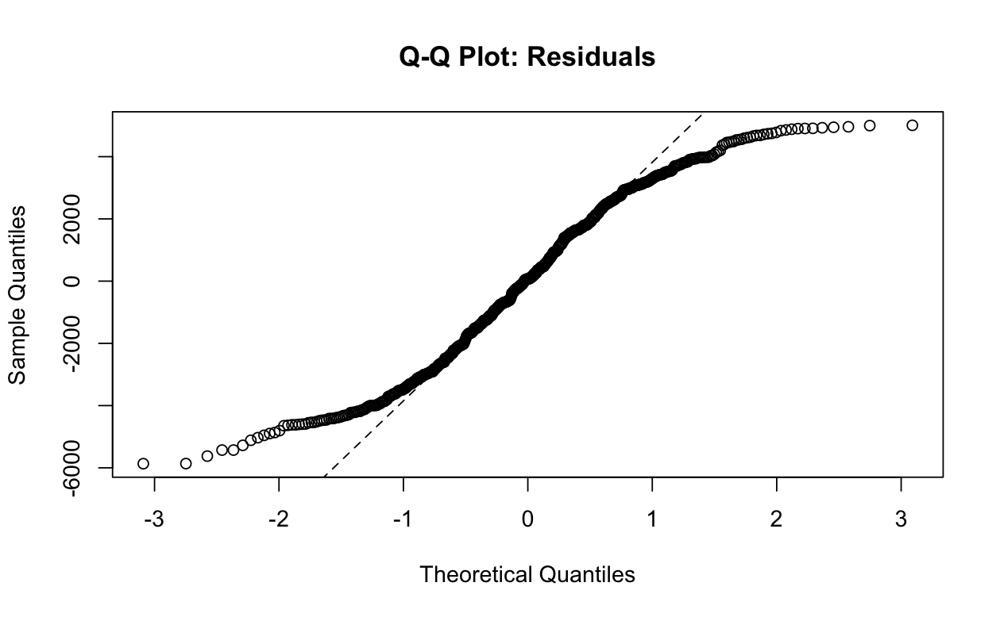 Q-Q Plot: Residuals
Sample Quantiles
2000
0
-2000
-6000
-3 -2 -1 0 1 2 3
Theoretical Quantiles